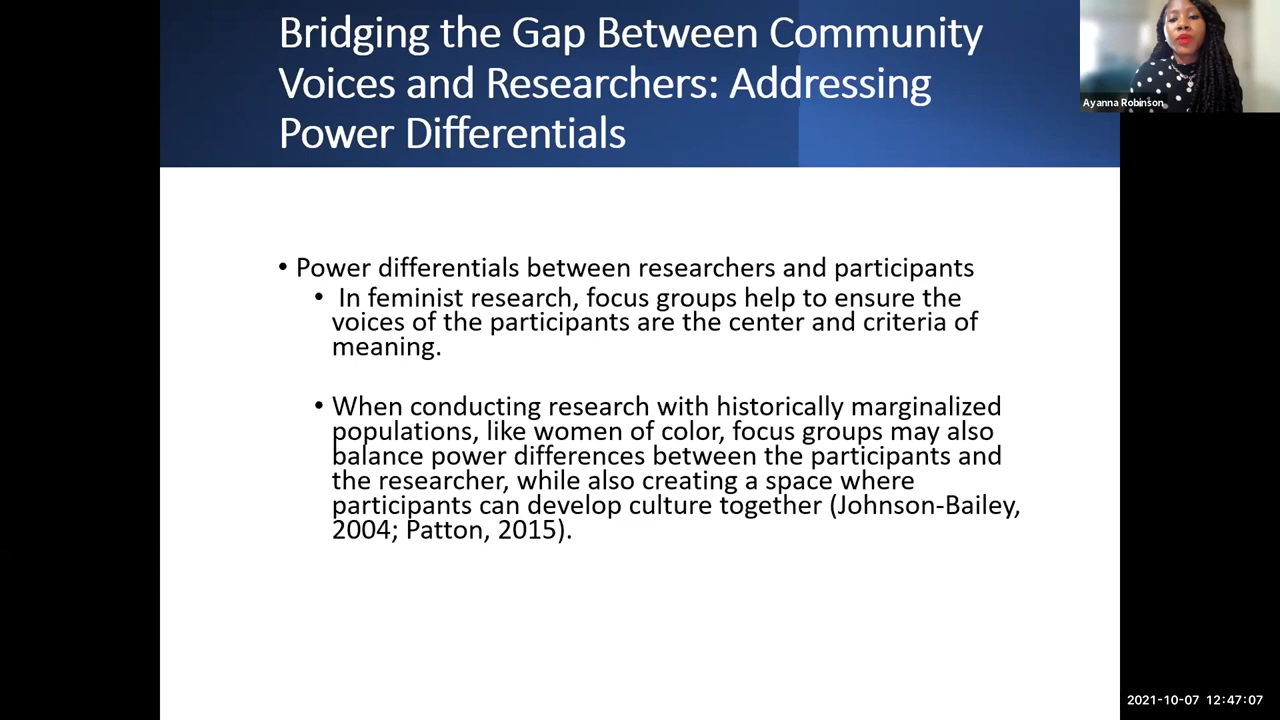 Bridging the Gap Between Community
Voices and Researchers: Addressing
Power Differentials
Ayanna Robinson
• Power differentials between researchers and participants
• In feminist research, focus groups help to ensure the
voices of the participants are the center and criteria of
meaning.
• When conducting research with historically marginalized
populations, like women of color, focus groups may also
balance power differences between the participants and
the researcher, while also creating a space where
participants can develop culture together (Johnson-Bailey,
2004; Patton, 2015).
2021-10-07 12:47:07